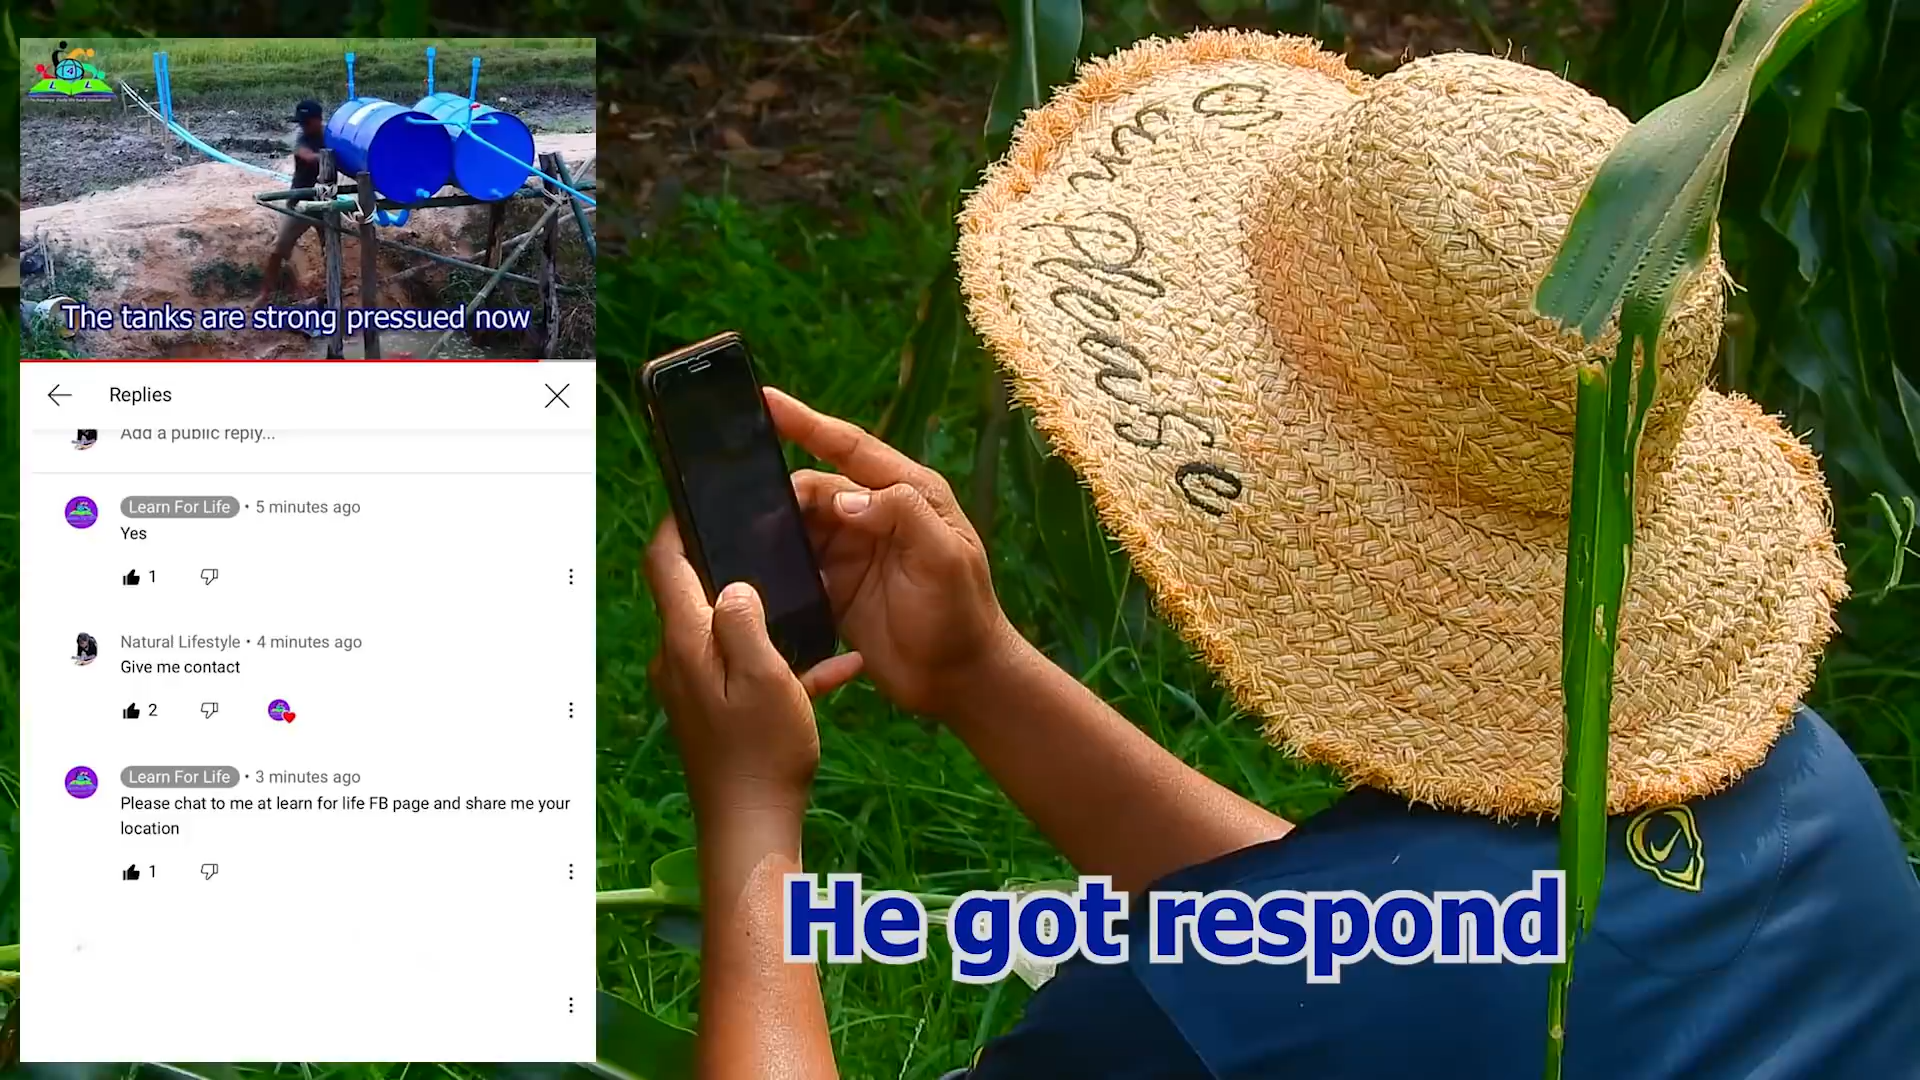 The tanks are strong pressued now
Replies
Add a public reply...
Learn For Life • 5 minutes ago
Yes
1
Natural Lifestyle • 4 minutes ago
Give me contact
2
Learn For Life • 3 minutes ago
Please chat to me at learn for life FB page and share me your
location
1
Sun please
He got respond